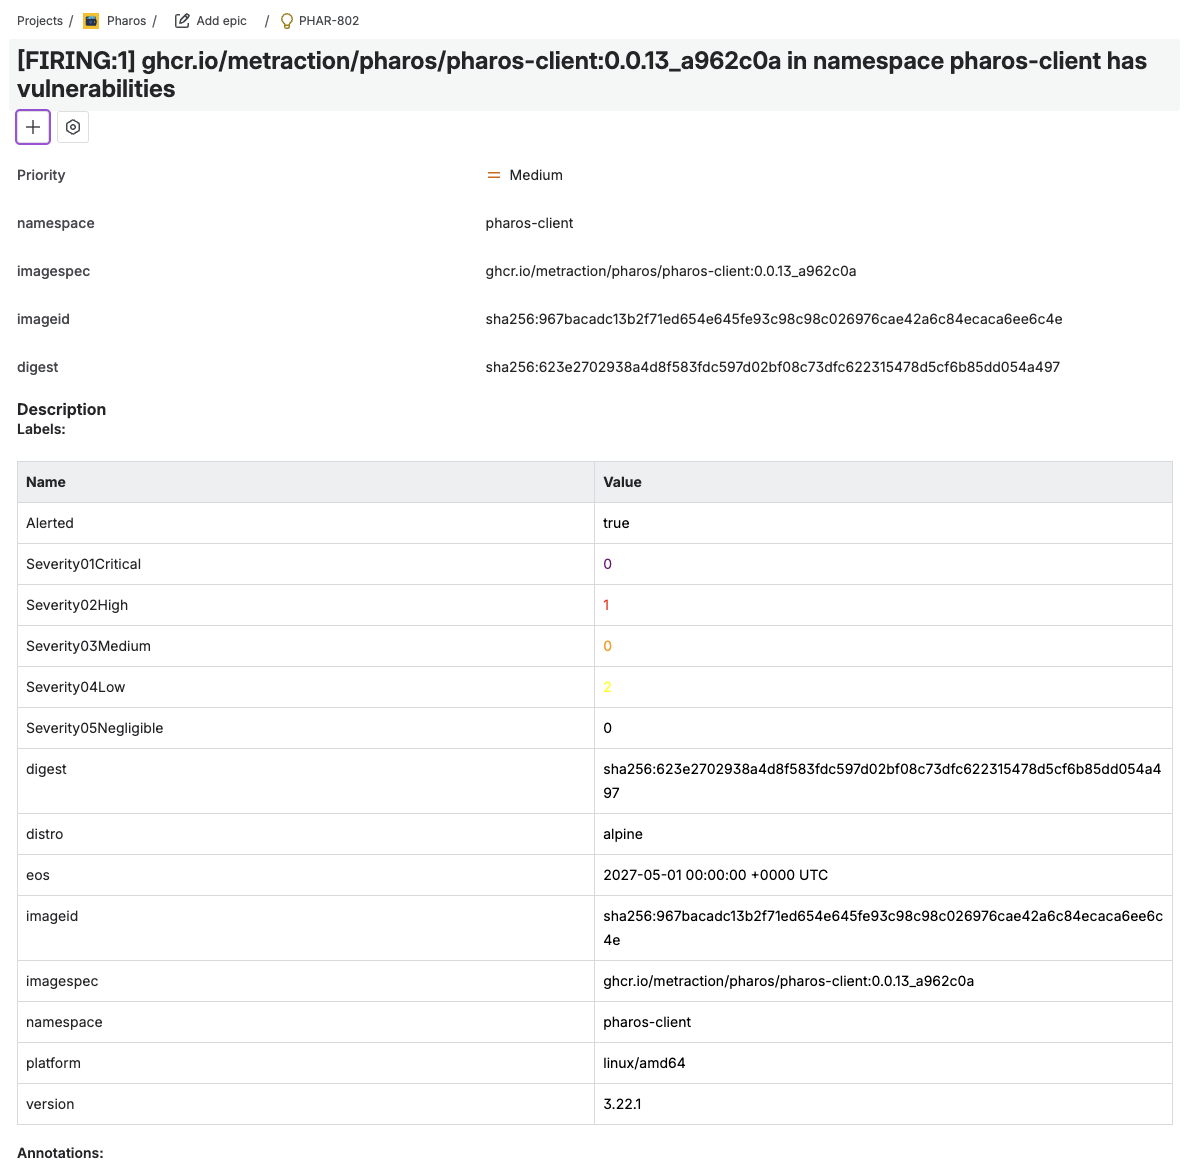 Projects / Pharos / Add epic / PHAR-802
[FIRING:1] ghcr.io/metraction/pharos/pharos-client:0.0.13_a962c0a in namespace pharos-client has
vulnerabilities
Priority Medium
namespace pharos-client
imagespec ghcr.io/metraction/pharos/pharos-client:0.0.13_a962c0a
imageid sha256:967bacadc13b2f71ed654e645fe93c98c98c026976cae42a6c84ecaca6ee6c4e
digest sha256:623e2702938a4d8f583fdc597d02bf08c73dfc622315478d5cf6b85dd054a497
Description
Labels:
Name Value
Alerted true
Severity01Critical 0
Severity02High 1
Severity03Medium 0
Severity04Low 2
Severity05Negligible 0
digest sha256:623e2702938a4d8f583fdc597d02bf08c73dfc622315478d5cf6b85dd054a4
97
distro alpine
eos 2027-05-01 00:00:00 +0000 UTC
imageid sha256:967bacadc13b2f71ed654e645fe93c98c98c026976cae42a6c84ecaca6ee6c
4e
imagespec ghcr.io/metraction/pharos/pharos-client:0.0.13_a962c0a
namespace pharos-client
platform linux/amd64
version 3.22.1
Annotations: